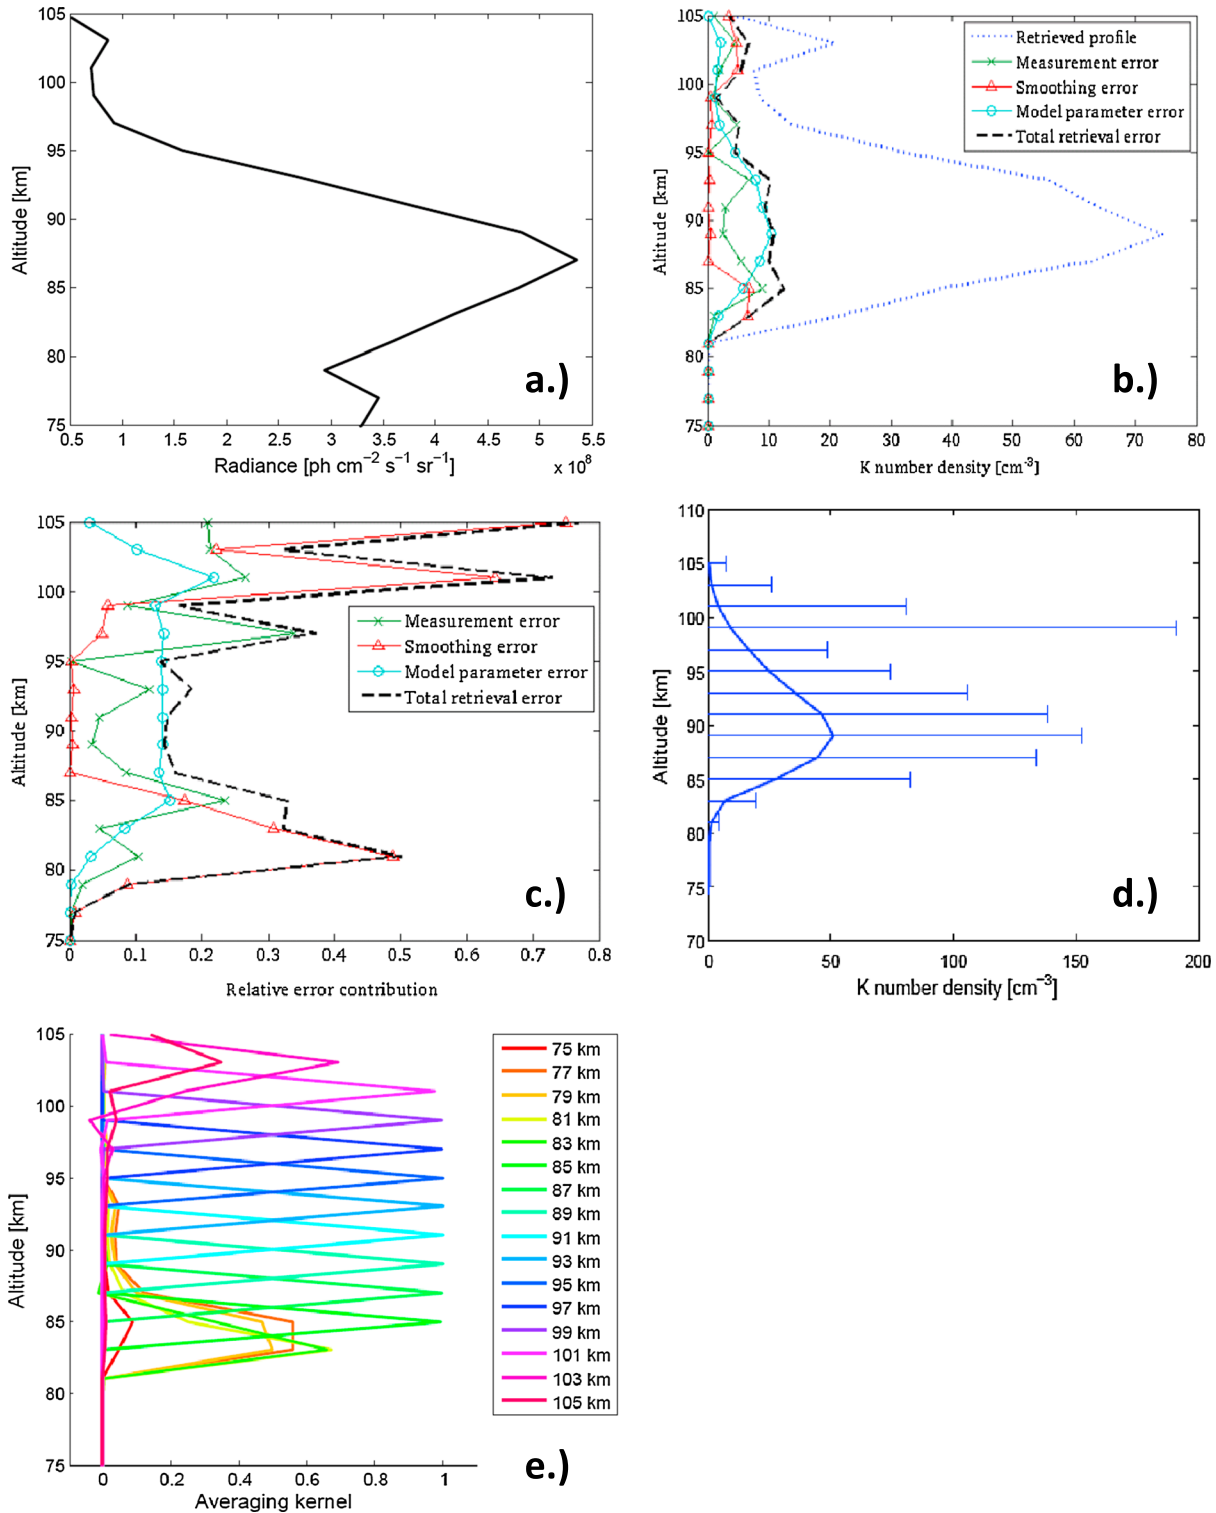 105
100
95
90
85
80
75
Altitude [km]
0.5 1 1.5 2 2.5 3 3.5 4 4.5 5 5.5
Radiance [ph cm⁻² s⁻¹ sr⁻¹]
x 10⁸
a.)
105
100
95
90
85
80
75
Altitude [km]
0 10 20 30 40 50 60 70 80
K number density [cm⁻³]
Retrieved profile
Measurement error
Smoothing error
Model parameter error
Total retrieval error
b.)
105
100
95
90
85
80
75
Altitude [km]
0 0.1 0.2 0.3 0.4 0.5 0.6 0.7 0.8
Relative error contribution
Measurement error
Smoothing error
Model parameter error
Total retrieval error
c.)
110
105
100
95
90
85
80
75
70
Altitude [km]
0 50 100 150 200
K number density [cm⁻³]
d.)
105
100
95
90
85
80
75
Altitude [km]
0 0.2 0.4 0.6 0.8 1
Averaging kernel
75 km
77 km
79 km
81 km
83 km
85 km
87 km
89 km
91 km
93 km
95 km
97 km
99 km
101 km
103 km
105 km
e.)